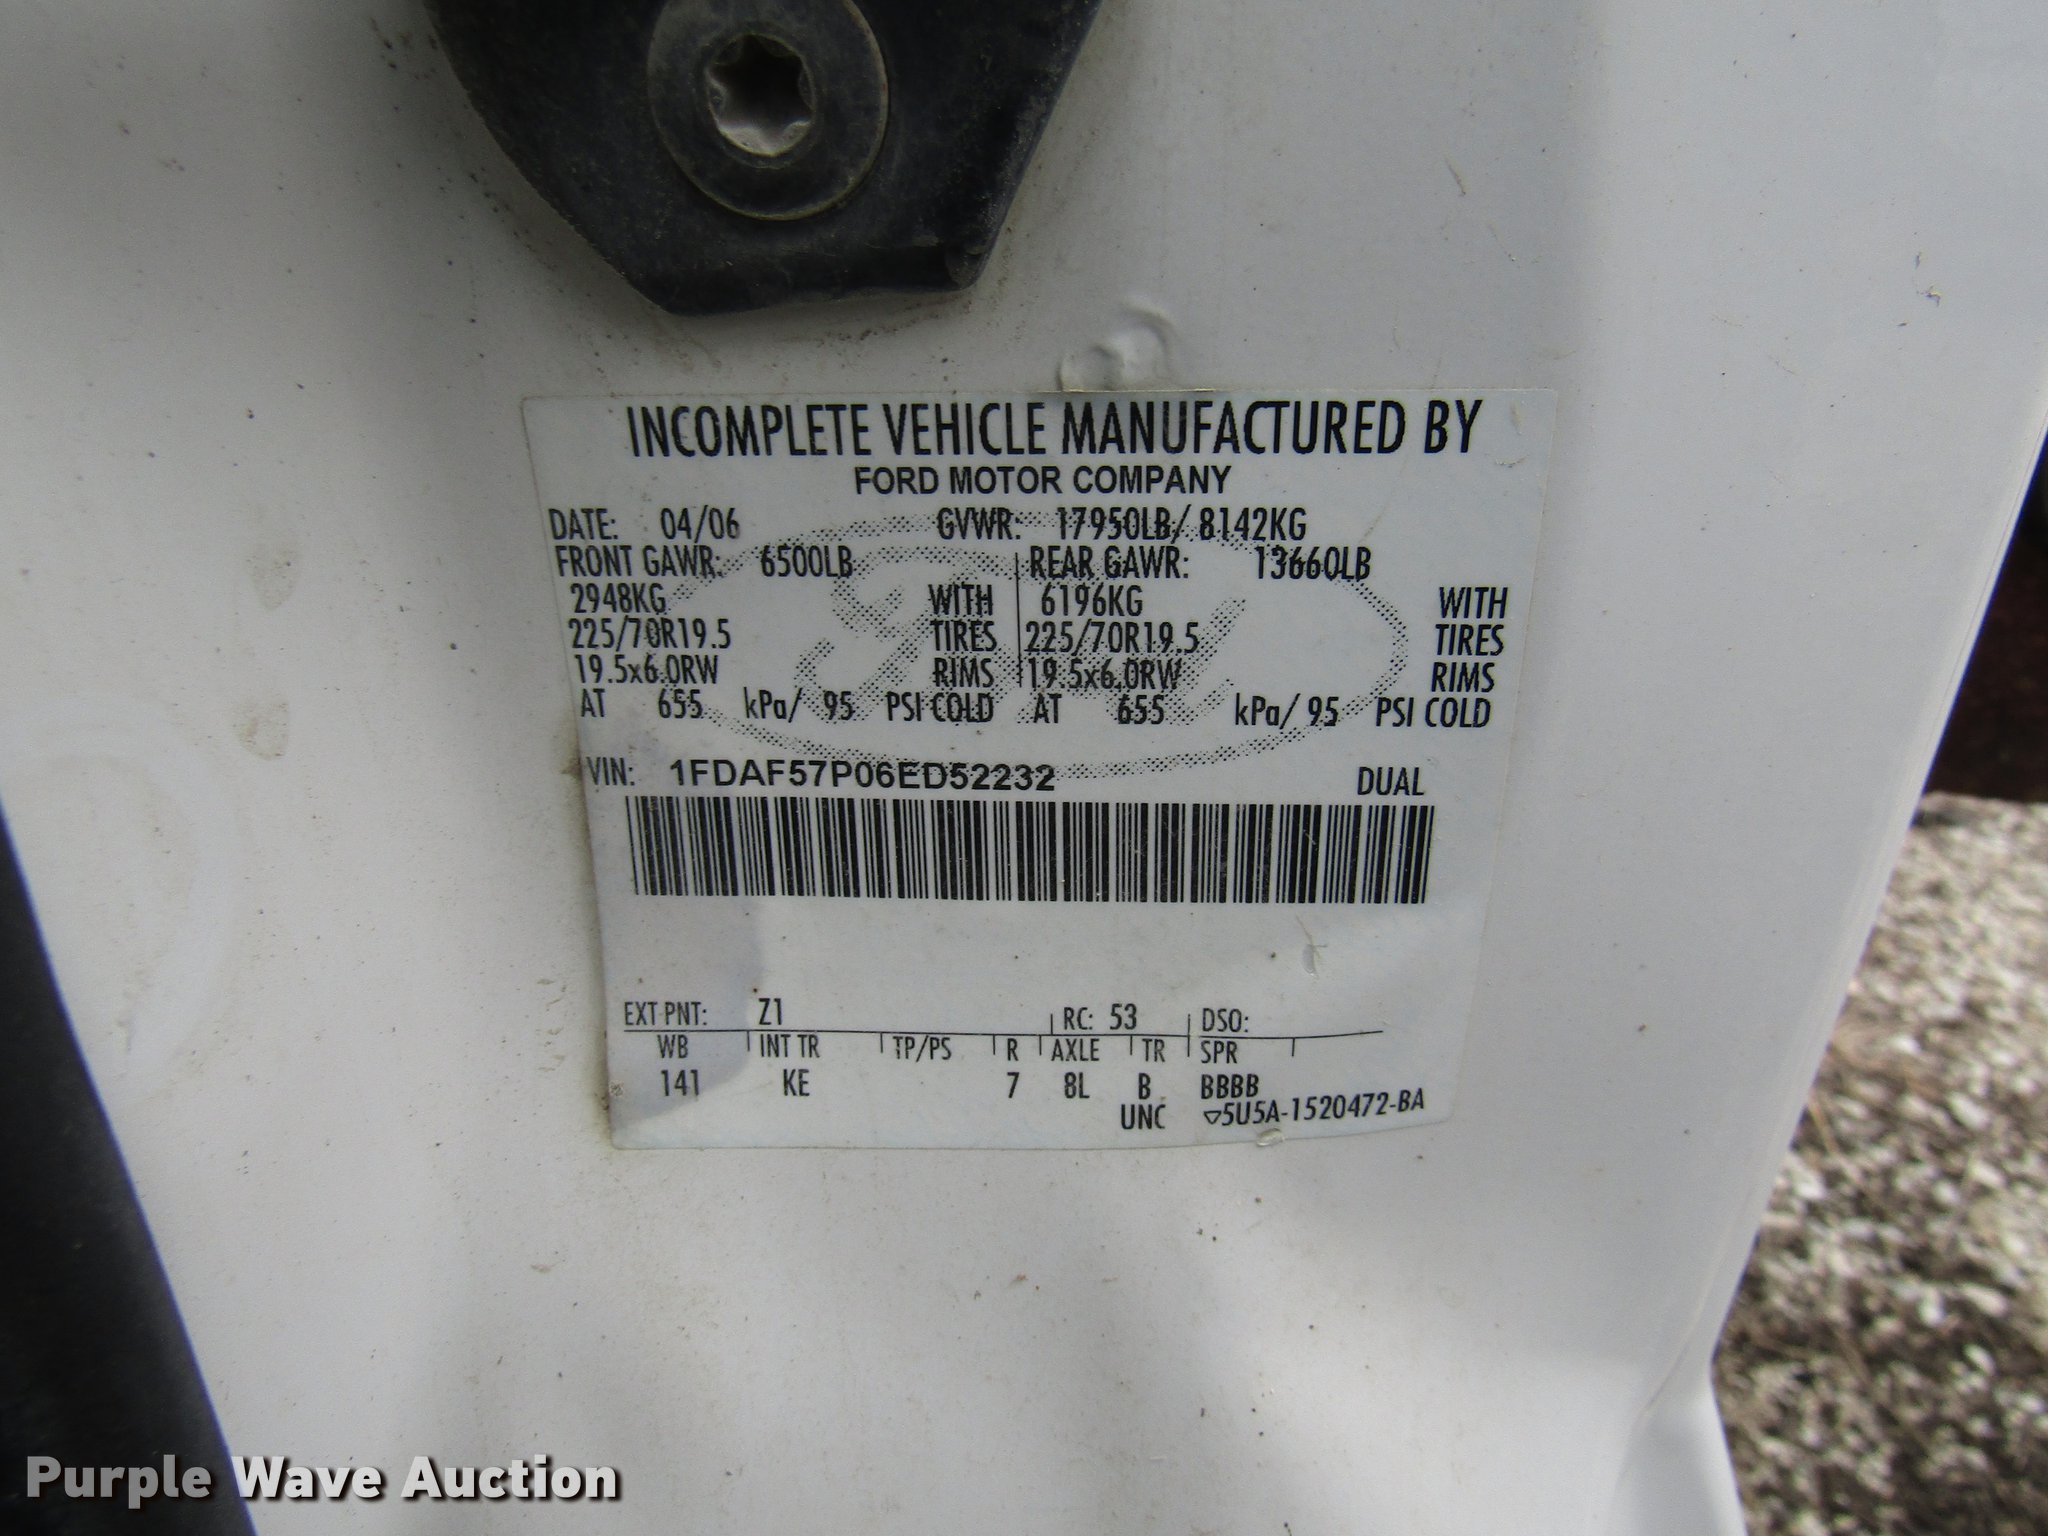 INCOMPLETE VEHICLE MANUFACTURED BY
FORD MOTOR COMPANY
DATE: 04/06 GVWR: 17950LB/ 8142KG
FRONT GAWR: 6500LB REAR GAWR: 13660LB
2948KG WITH 6196KG WITH
225/70R19.5 TIRES 225/70R19.5 TIRES
19.5x6.0RW RIMS 19.5x6.0RW RIMS
AT 655 kPa/ 95 PSI COLD AT 655 kPa/ 95 PSI COLD
VIN: 1FDAF57P06ED52232 DUAL
EXT PNT: Z1 RC: 53 DSO:
WB INT TR TP/PS R AXLE TR SPR
141 KE 7 8L B BBBB
UNC ▽5U5A-1520472-BA
Purple Wave Auction